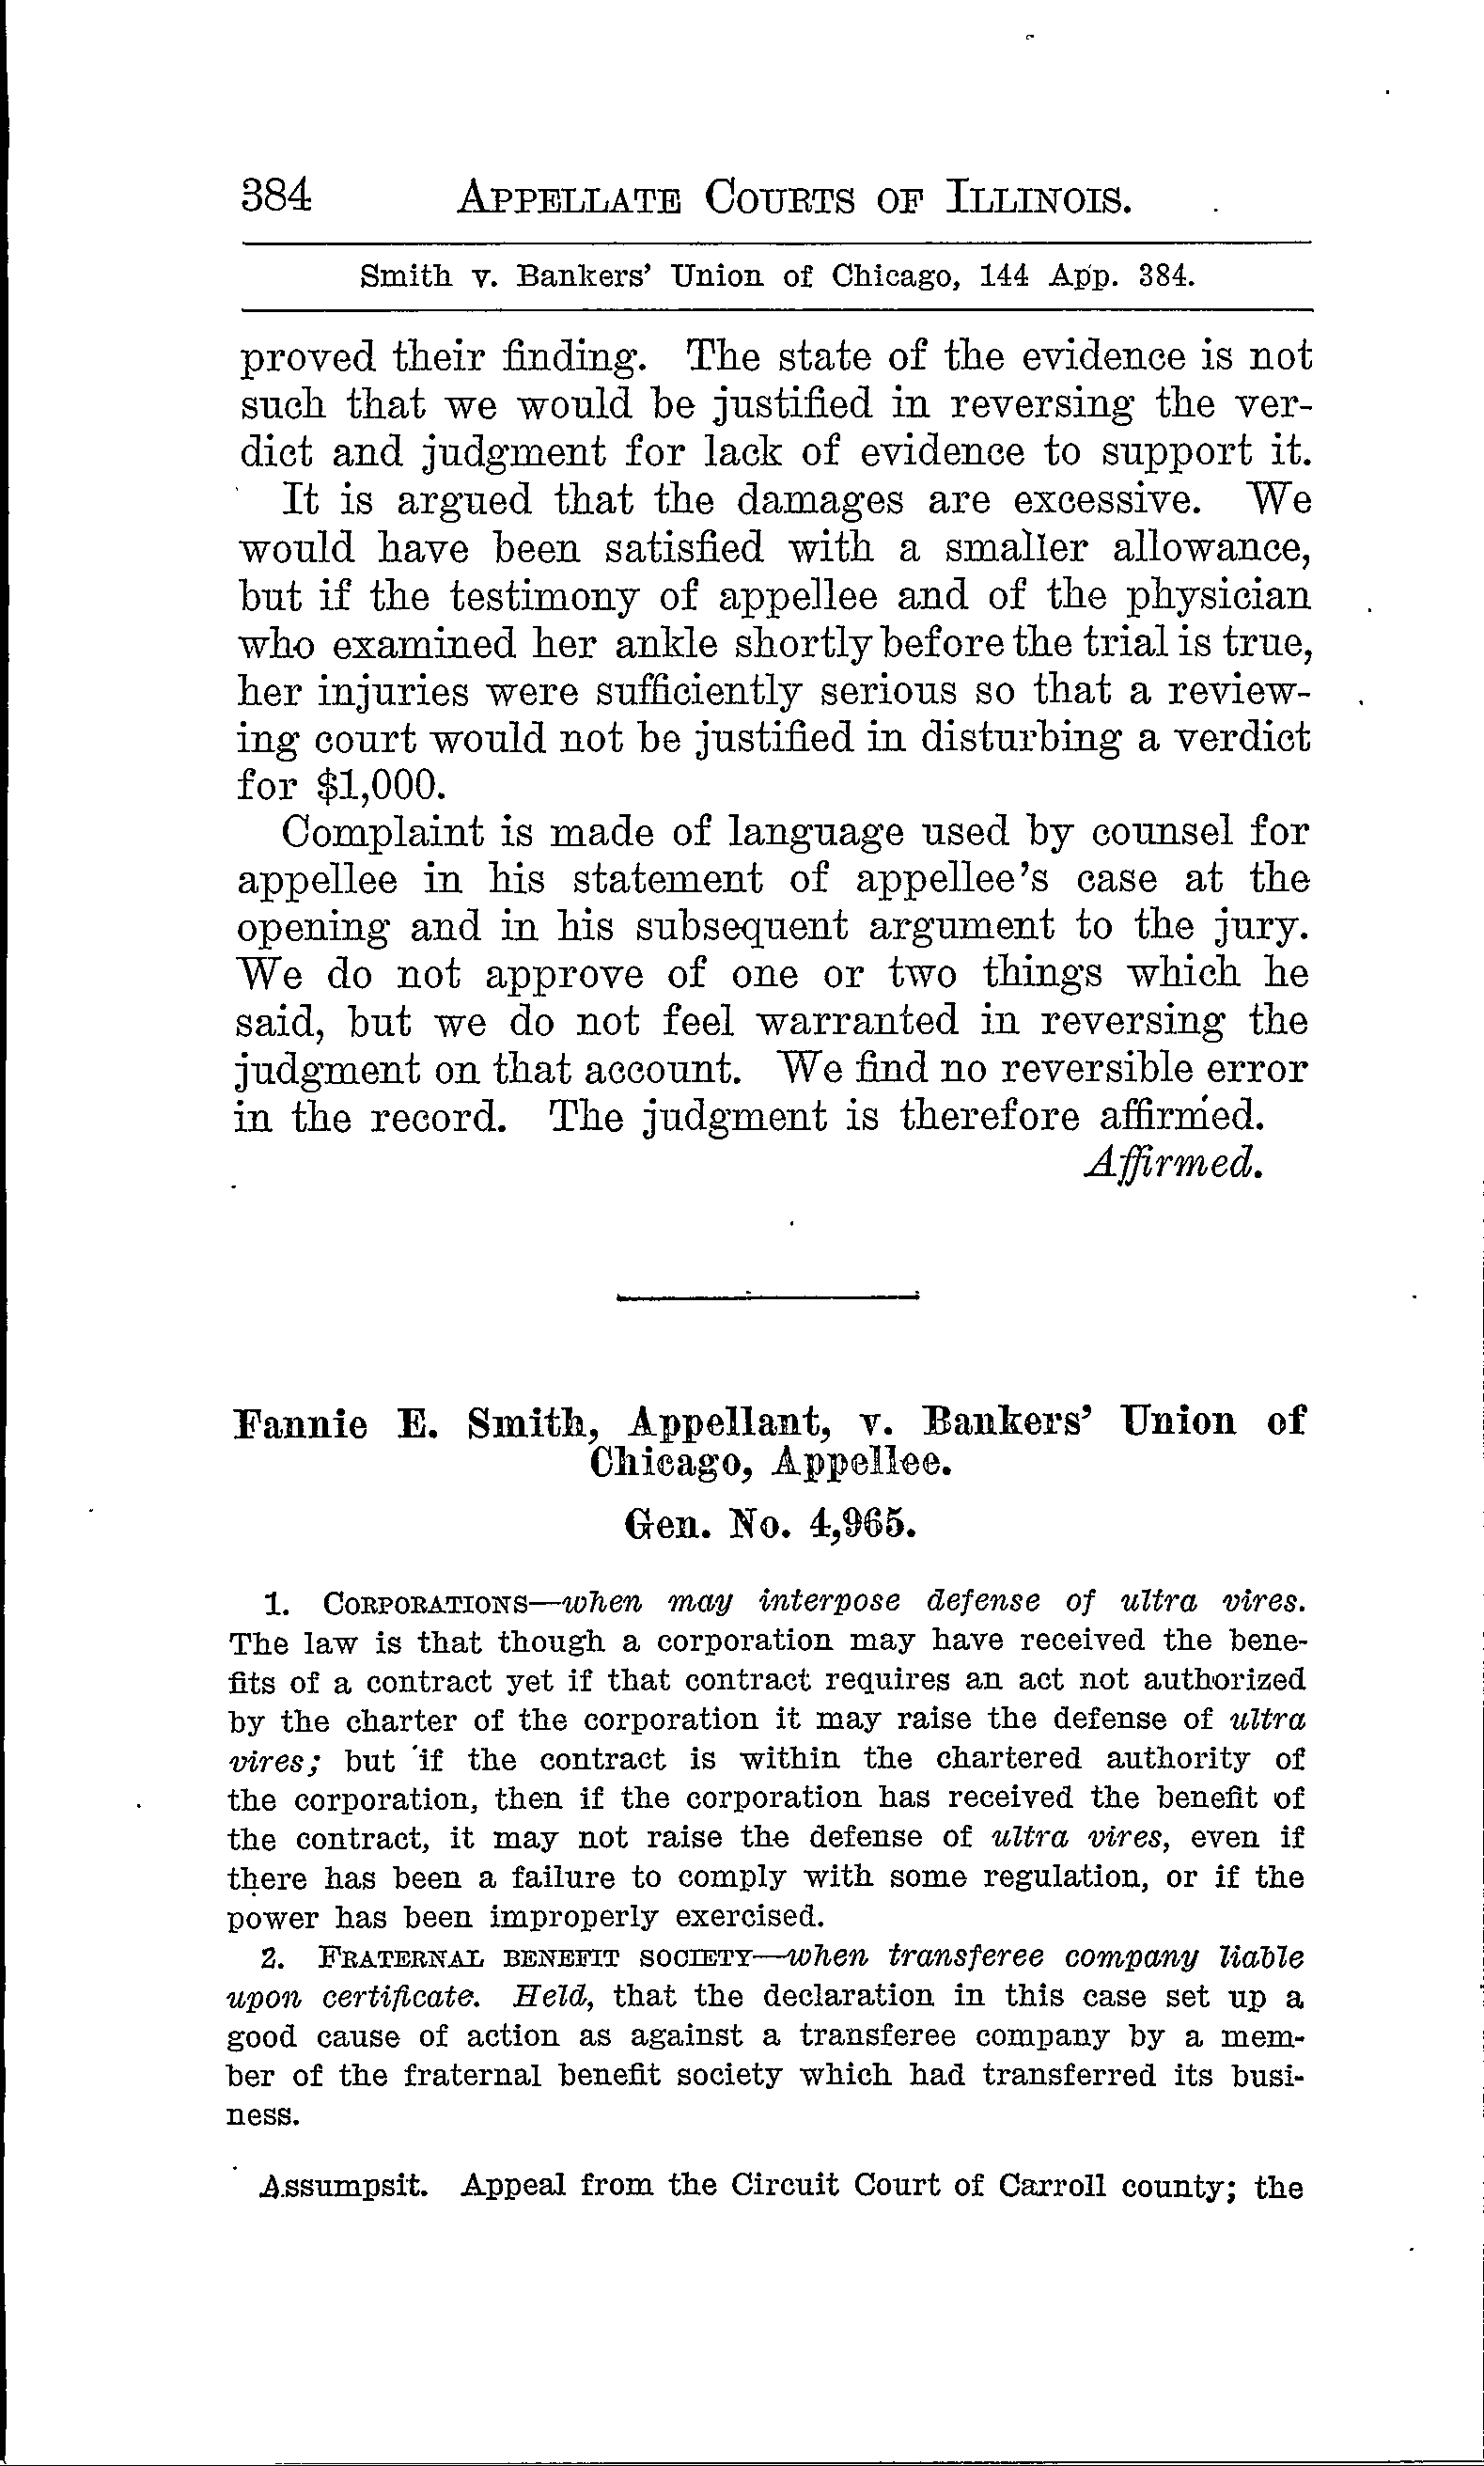 384 APPELLATE COURTS OF ILLINOIS.
Smith v. Bankers' Union of Chicago, 144 App. 384.
proved their finding. The state of the evidence is not
such that we would be justified in reversing the ver-
dict and judgment for lack of evidence to support it.
It is argued that the damages are excessive. We
would have been satisfied with a smaller allowance,
but if the testimony of appellee and of the physician
who examined her ankle shortly before the trial is true,
her injuries were sufficiently serious so that a review-
ing court would not be justified in disturbing a verdict
for $1,000.
Complaint is made of language used by counsel for
appellee in his statement of appellee's case at the
opening and in his subsequent argument to the jury.
We do not approve of one or two things which he
said, but we do not feel warranted in reversing the
judgment on that account. We find no reversible error
in the record. The judgment is therefore affirmed.
Affirmed.
Fannie E. Smith, Appellant, v. Bankers' Union of
Chicago, Appellee.
Gen. No. 4,965.
1. CORPORATIONS—when may interpose defense of ultra vires.
The law is that though a corporation may have received the bene-
fits of a contract yet if that contract requires an act not authorized
by the charter of the corporation it may raise the defense of ultra
vires; but if the contract is within the chartered authority of
the corporation, then if the corporation has received the benefit of
the contract, it may not raise the defense of ultra vires, even if
there has been a failure to comply with some regulation, or if the
power has been improperly exercised.
2. FRATERNAL BENEFIT SOCIETY—when transferee company liable
upon certificate. Held, that the declaration in this case set up a
good cause of action as against a transferee company by a mem-
ber of the fraternal benefit society which had transferred its busi-
ness.
Assumpsit. Appeal from the Circuit Court of Carroll county; the